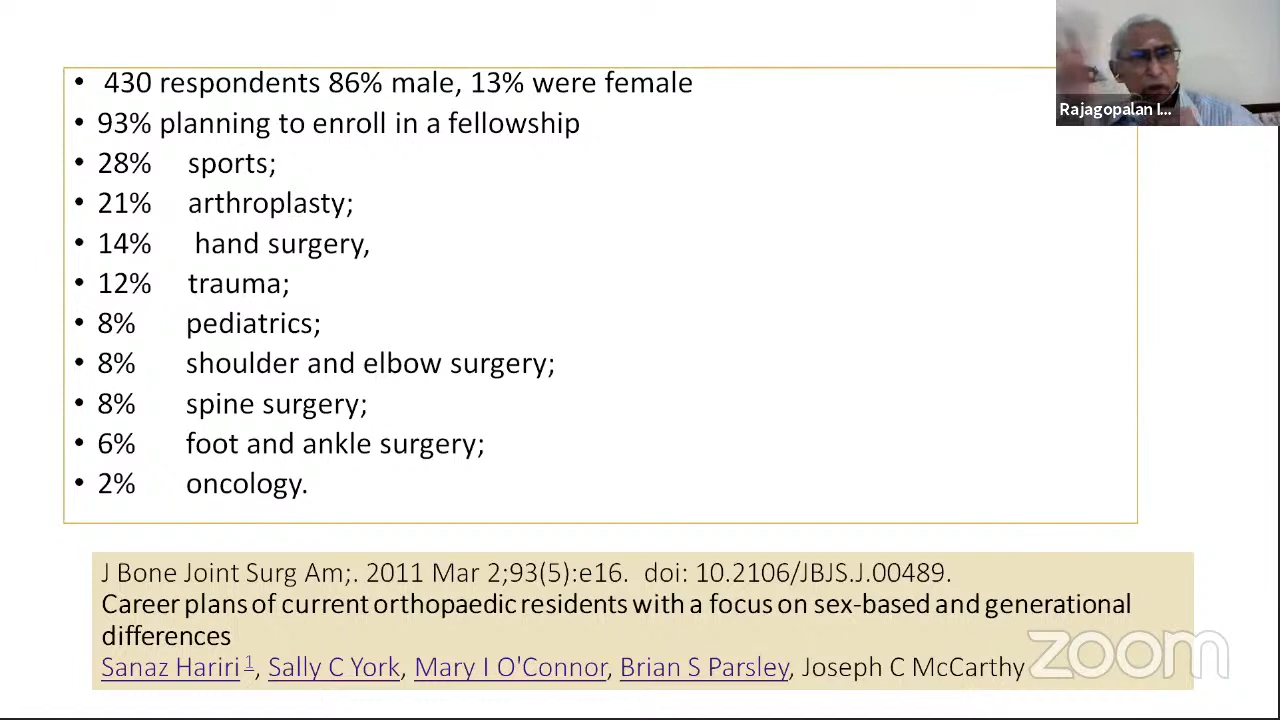 • 430 respondents 86% male, 13% were female
• 93% planning to enroll in a fellowship
• 28% sports;
• 21% arthroplasty;
• 14% hand surgery,
• 12% trauma;
• 8% pediatrics;
• 8% shoulder and elbow surgery;
• 8% spine surgery;
• 6% foot and ankle surgery;
• 2% oncology.
Rajagopalan I...
J Bone Joint Surg Am;. 2011 Mar 2;93(5):e16. doi: 10.2106/JBJS.J.00489.
Career plans of current orthopaedic residents with a focus on sex-based and generational
differences
Sanaz Hariri 1, Sally C York, Mary I O'Connor, Brian S Parsley, Joseph C McCarthy
zoom